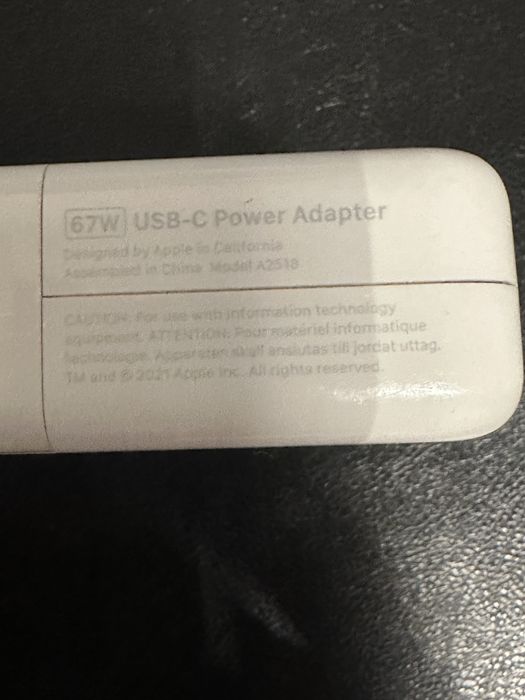 67W USB-C Power Adapter
Designed by Apple in California
Assembled in China Model A2518
CAUTION: For use with information technology
equipment. ATTENTION: Pour matériel informatique
technologie. Apparaten skall anslutas till jordat uttag.
TM and © 2021 Apple Inc. All rights reserved.